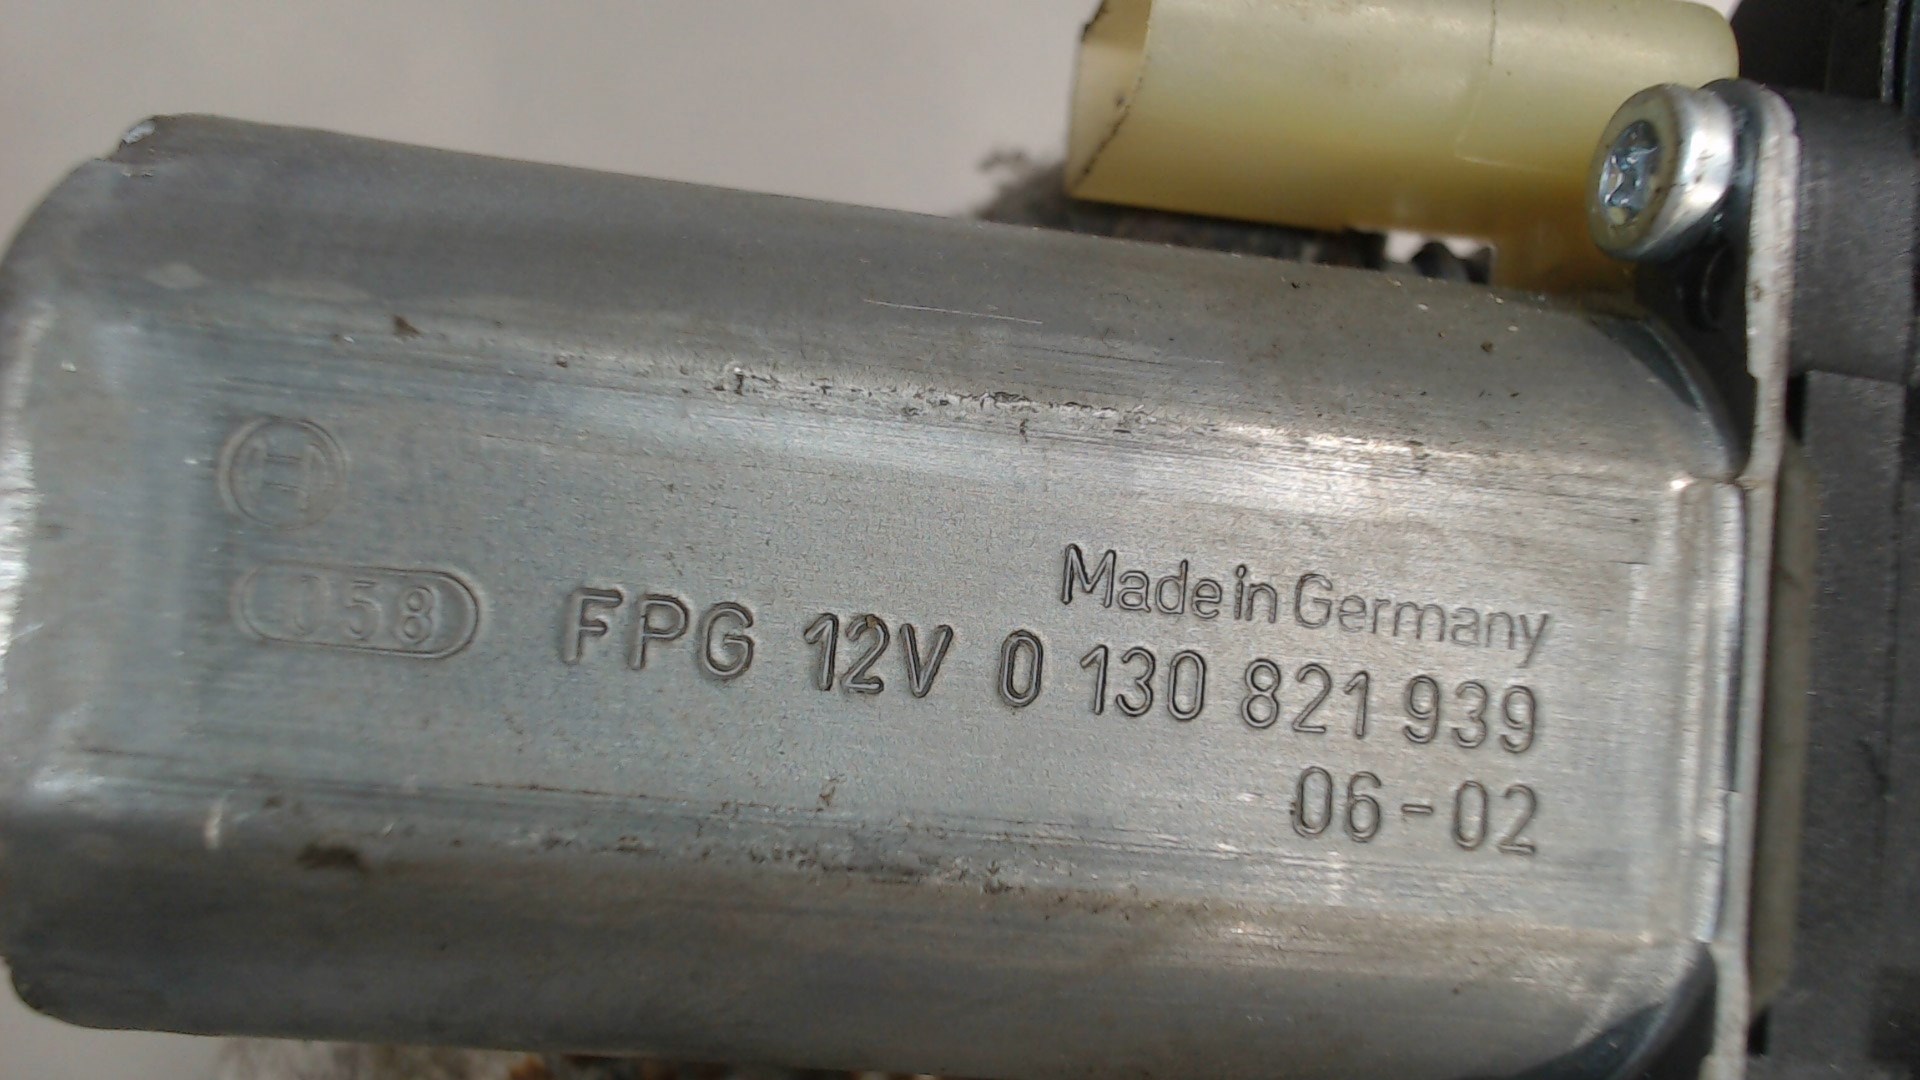 Made in Germany
058 FPG 12V 0 130 821 939
06-02